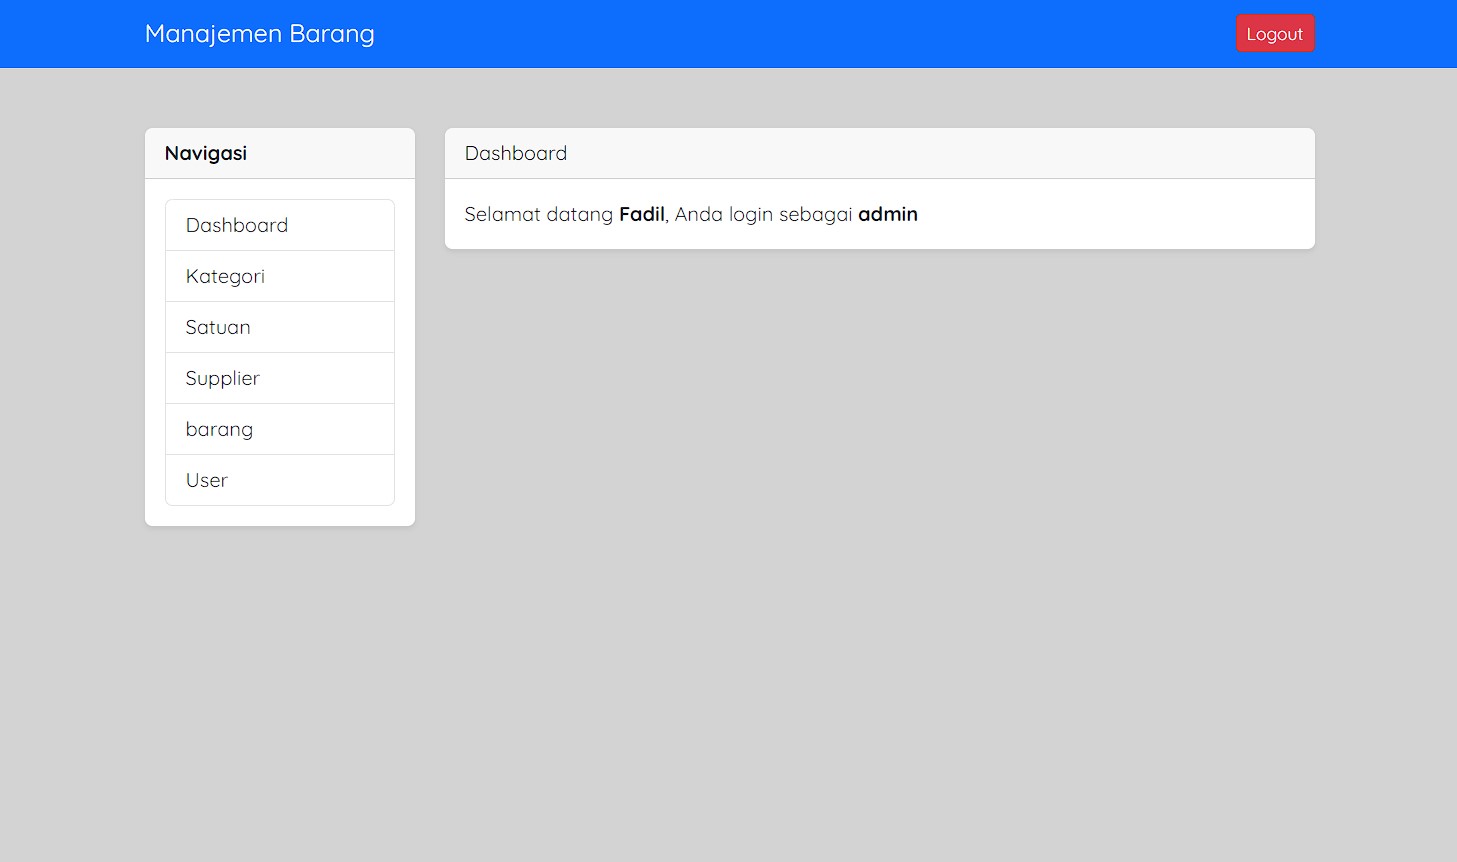 Manajemen Barang
Logout
Navigasi
Dashboard
Kategori
Satuan
Supplier
barang
User
Dashboard
Selamat datang Fadil, Anda login sebagai admin